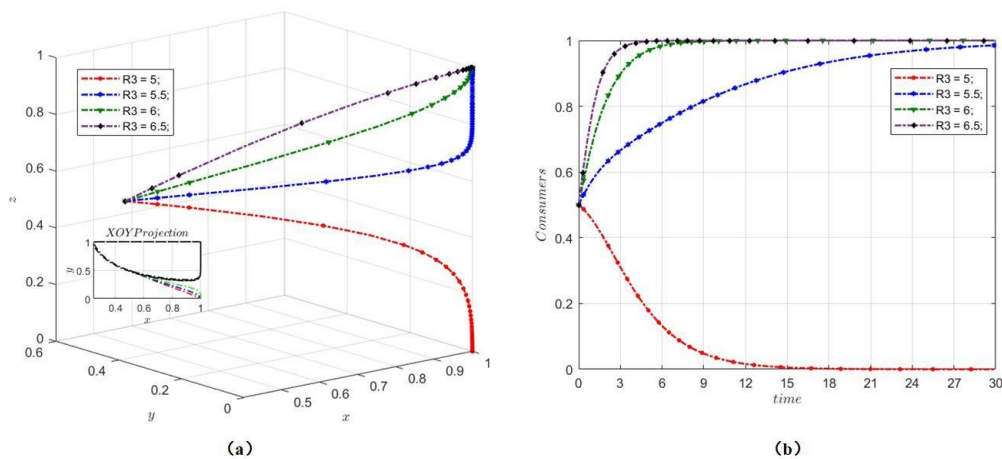 1
0.8
0.6
0.4
0.2
0
z
R3 = 5;
R3 = 5.5;
R3 = 6;
R3 = 6.5;
XOYProjection
1
0.5
0
y
0.4
0.6
0.8
1
x
0.6
0.4
0.2
0
y
0.5
0.6
0.7
0.8
0.9
1
x
(a)
1
0.8
0.6
0.4
0.2
0
Consumers
R3 = 5;
R3 = 5.5;
R3 = 6;
R3 = 6.5;
0
3
6
9
12
15
18
21
24
27
30
time
(b)